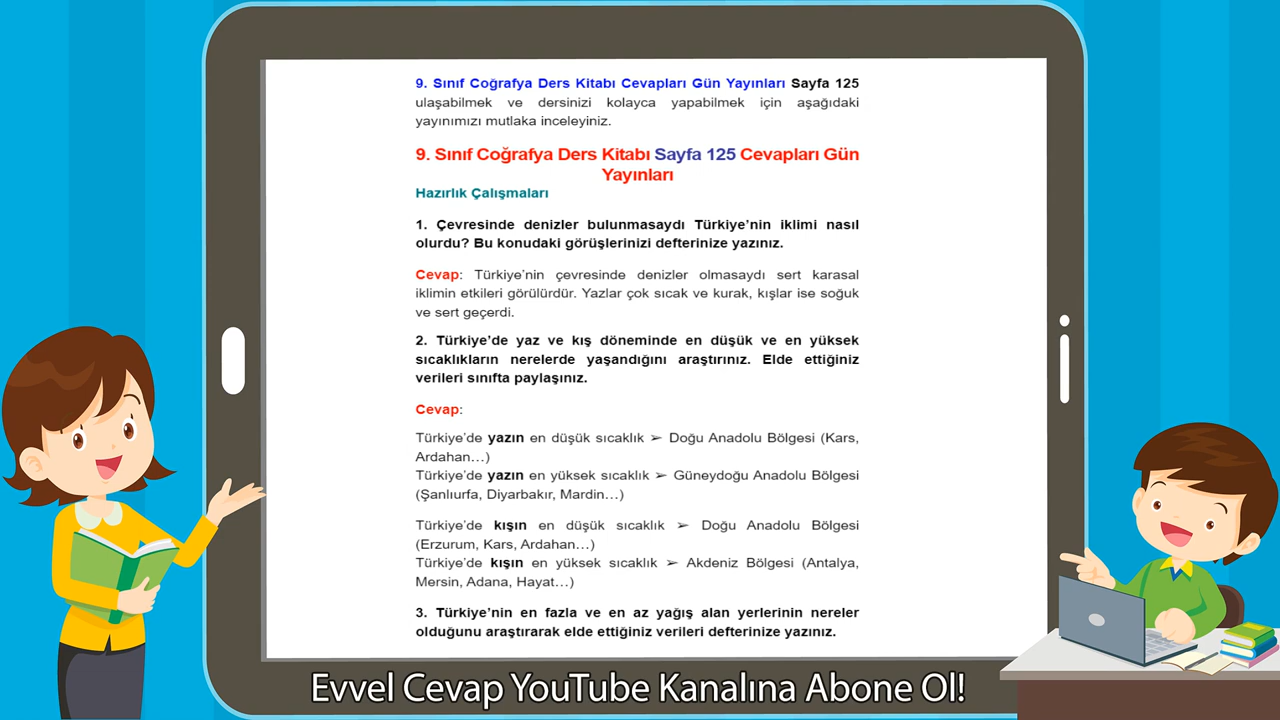 9. Sınıf Coğrafya Ders Kitabı Cevapları Gün Yayınları Sayfa 125
ulaşabilmek ve dersinizi kolayca yapabilmek için aşağıdaki
yayınımızı mutlaka inceleyiniz.
9. Sınıf Coğrafya Ders Kitabı Sayfa 125 Cevapları Gün
Yayınları
Hazırlık Çalışmaları
1. Çevresinde denizler bulunmasaydı Türkiye’nin iklimi nasıl
olurdu? Bu konudaki görüşlerinizi defterinize yazınız.
Cevap: Türkiye’nin çevresinde denizler olmasaydı sert karasal
iklimin etkileri görülürdür. Yazlar çok sıcak ve kurak, kışlar ise soğuk
ve sert geçerdi.
2. Türkiye’de yaz ve kış döneminde en düşük ve en yüksek
sıcaklıkların nerelerde yaşandığını araştırınız. Elde ettiğiniz
verileri sınıfta paylaşınız.
Cevap:
Türkiye’de yazın en düşük sıcaklık ➢ Doğu Anadolu Bölgesi (Kars,
Ardahan…)
Türkiye’de yazın en yüksek sıcaklık ➢ Güneydoğu Anadolu Bölgesi
(Şanlıurfa, Diyarbakır, Mardin…)
Türkiye’de kışın en düşük sıcaklık ➢ Doğu Anadolu Bölgesi
(Erzurum, Kars, Ardahan…)
Türkiye’de kışın en yüksek sıcaklık ➢ Akdeniz Bölgesi (Antalya,
Mersin, Adana, Hayat…)
3. Türkiye’nin en fazla ve en az yağış alan yerlerinin nereler
olduğunu araştırarak elde ettiğiniz verileri defterinize yazınız.
Evvel Cevap YouTube Kanalına Abone Ol!